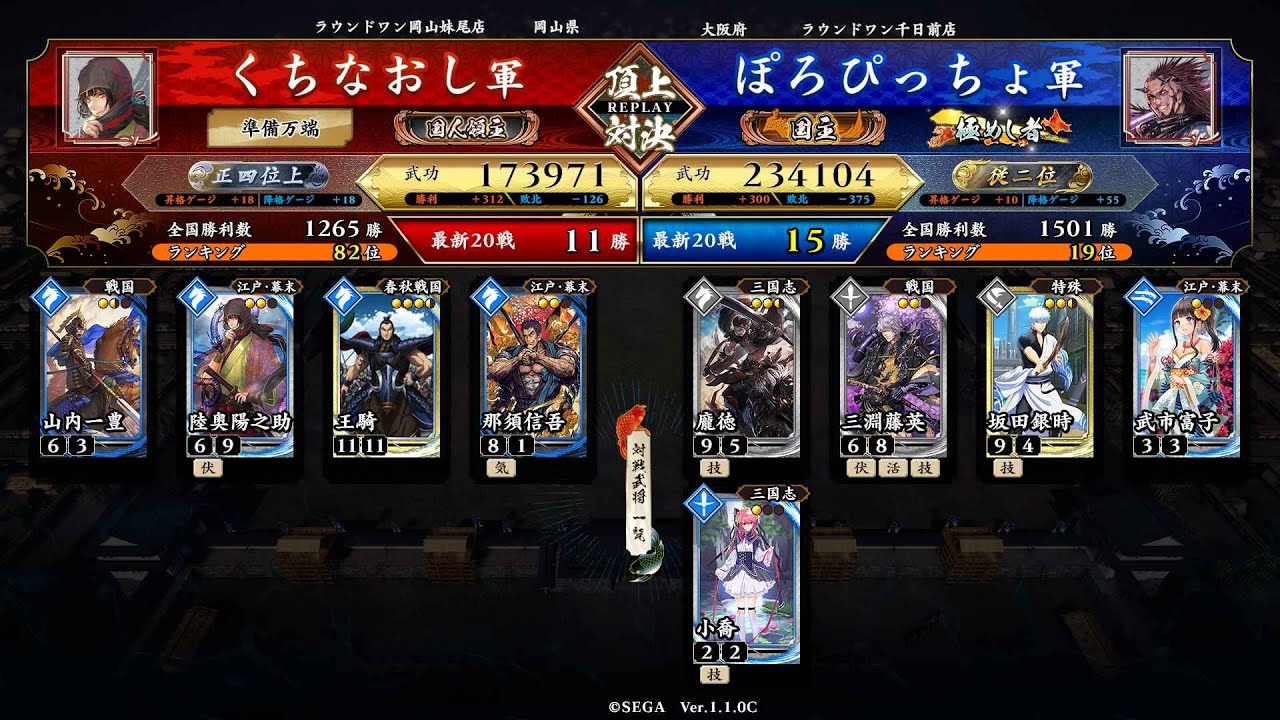 ラウンドワン岡山妹尾店 岡山県
大阪府 ラウンドワン千日前店
くちなおし軍
頂上
REPLAY
対決
ぽろぴっちょ軍
準備万端 国人領主
国主 極めし者
正四位上 武功 173971
武功 234104 従二位
昇格ゲージ +18 降格ゲージ +18
勝利 +312 敗北 -126
勝利 +300 敗北 -375
昇格ゲージ +10 降格ゲージ +55
全国勝利数 1265勝
ランキング 82位
最新20戦 11勝
最新20戦 15勝
全国勝利数 1501勝
ランキング 19位
戦国
山内一豊
6 3
江戸・幕末
陸奥陽之助
6 9
伏
春秋戦国
王騎
11 11
江戸・幕末
那須信吾
8 1
気
対戦武将一覧
三国志
龐徳
9 5
技
戦国
三淵藤英
6 8
伏 活 技
特殊
坂田銀時
9 4
技
江戸・幕末
武市富子
3 3
三国志
小喬
2 2
技
©SEGA Ver.1.1.0C